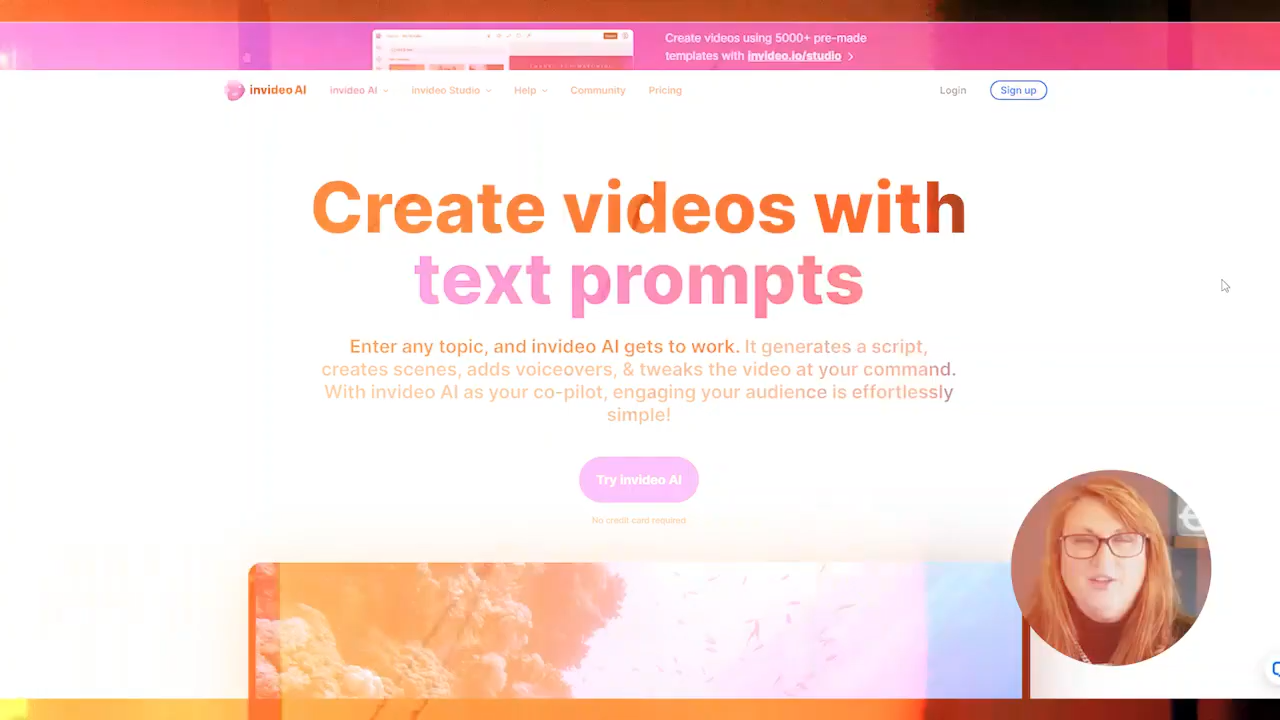 Create videos using 5000+ pre-made
templates with invideo.io/studio >
invideo AI
invideo AI
invideo Studio
Help
Community
Pricing
Login
Sign up
Create videos with
text prompts
Enter any topic, and invideo AI gets to work. It generates a script,
creates scenes, adds voiceovers, & tweaks the video at your command.
With invideo AI as your co-pilot, engaging your audience is effortlessly
simple!
Try invideo AI
No credit card required